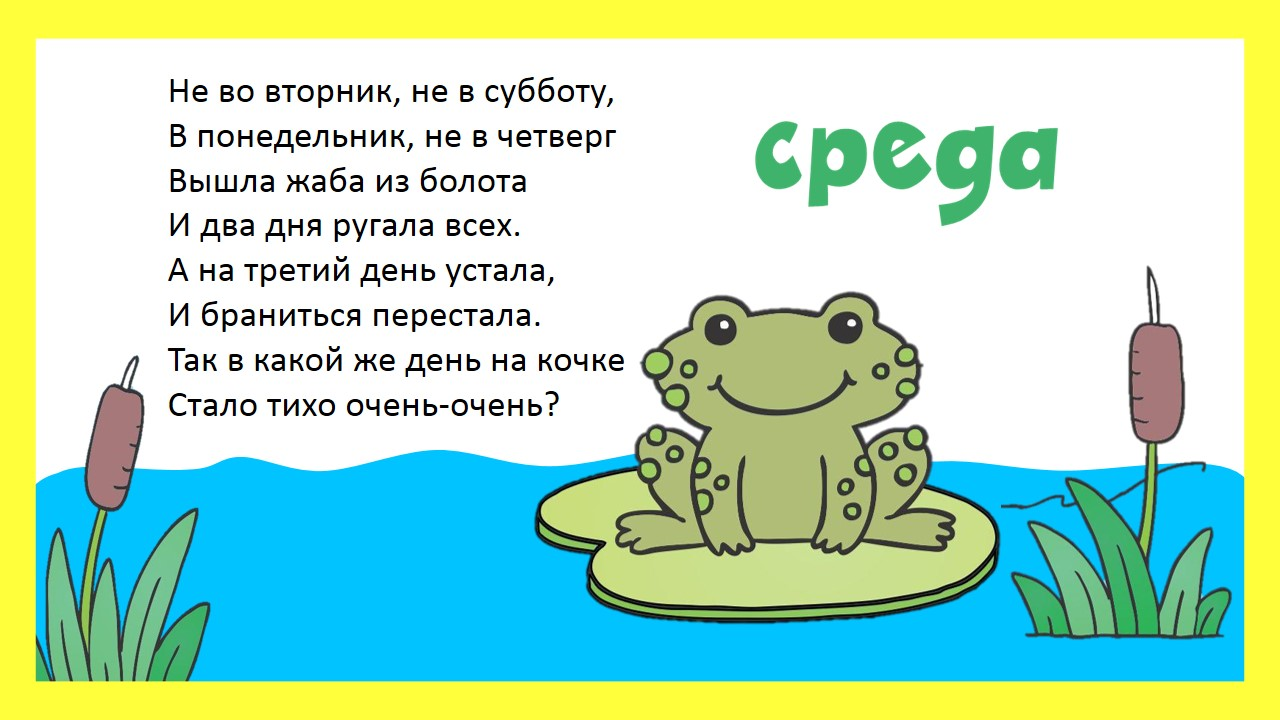 Не во вторник, не в субботу,
В понедельник, не в четверг
Вышла жаба из болота
И два дня ругала всех.
А на третий день устала,
И браниться перестала.
Так в какой же день на кочке
Стало тихо очень-очень?
среда